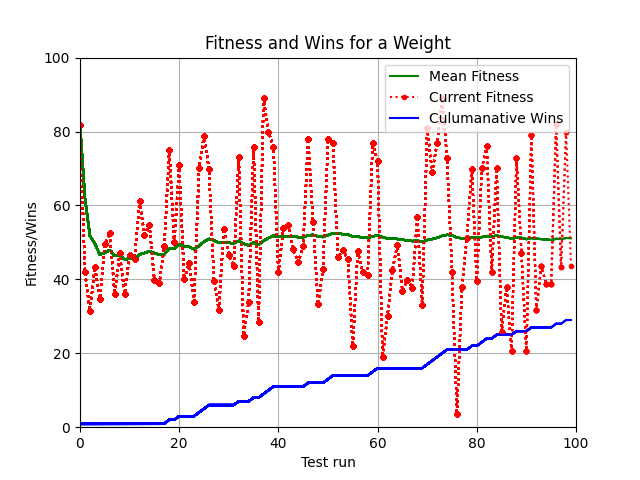 Fitness and Wins for a Weight
Mean Fitness
Current Fitness
Culumanative Wins
Fitness/Wins
100
80
60
40
20
0
0 20 40 60 80 100
Test run